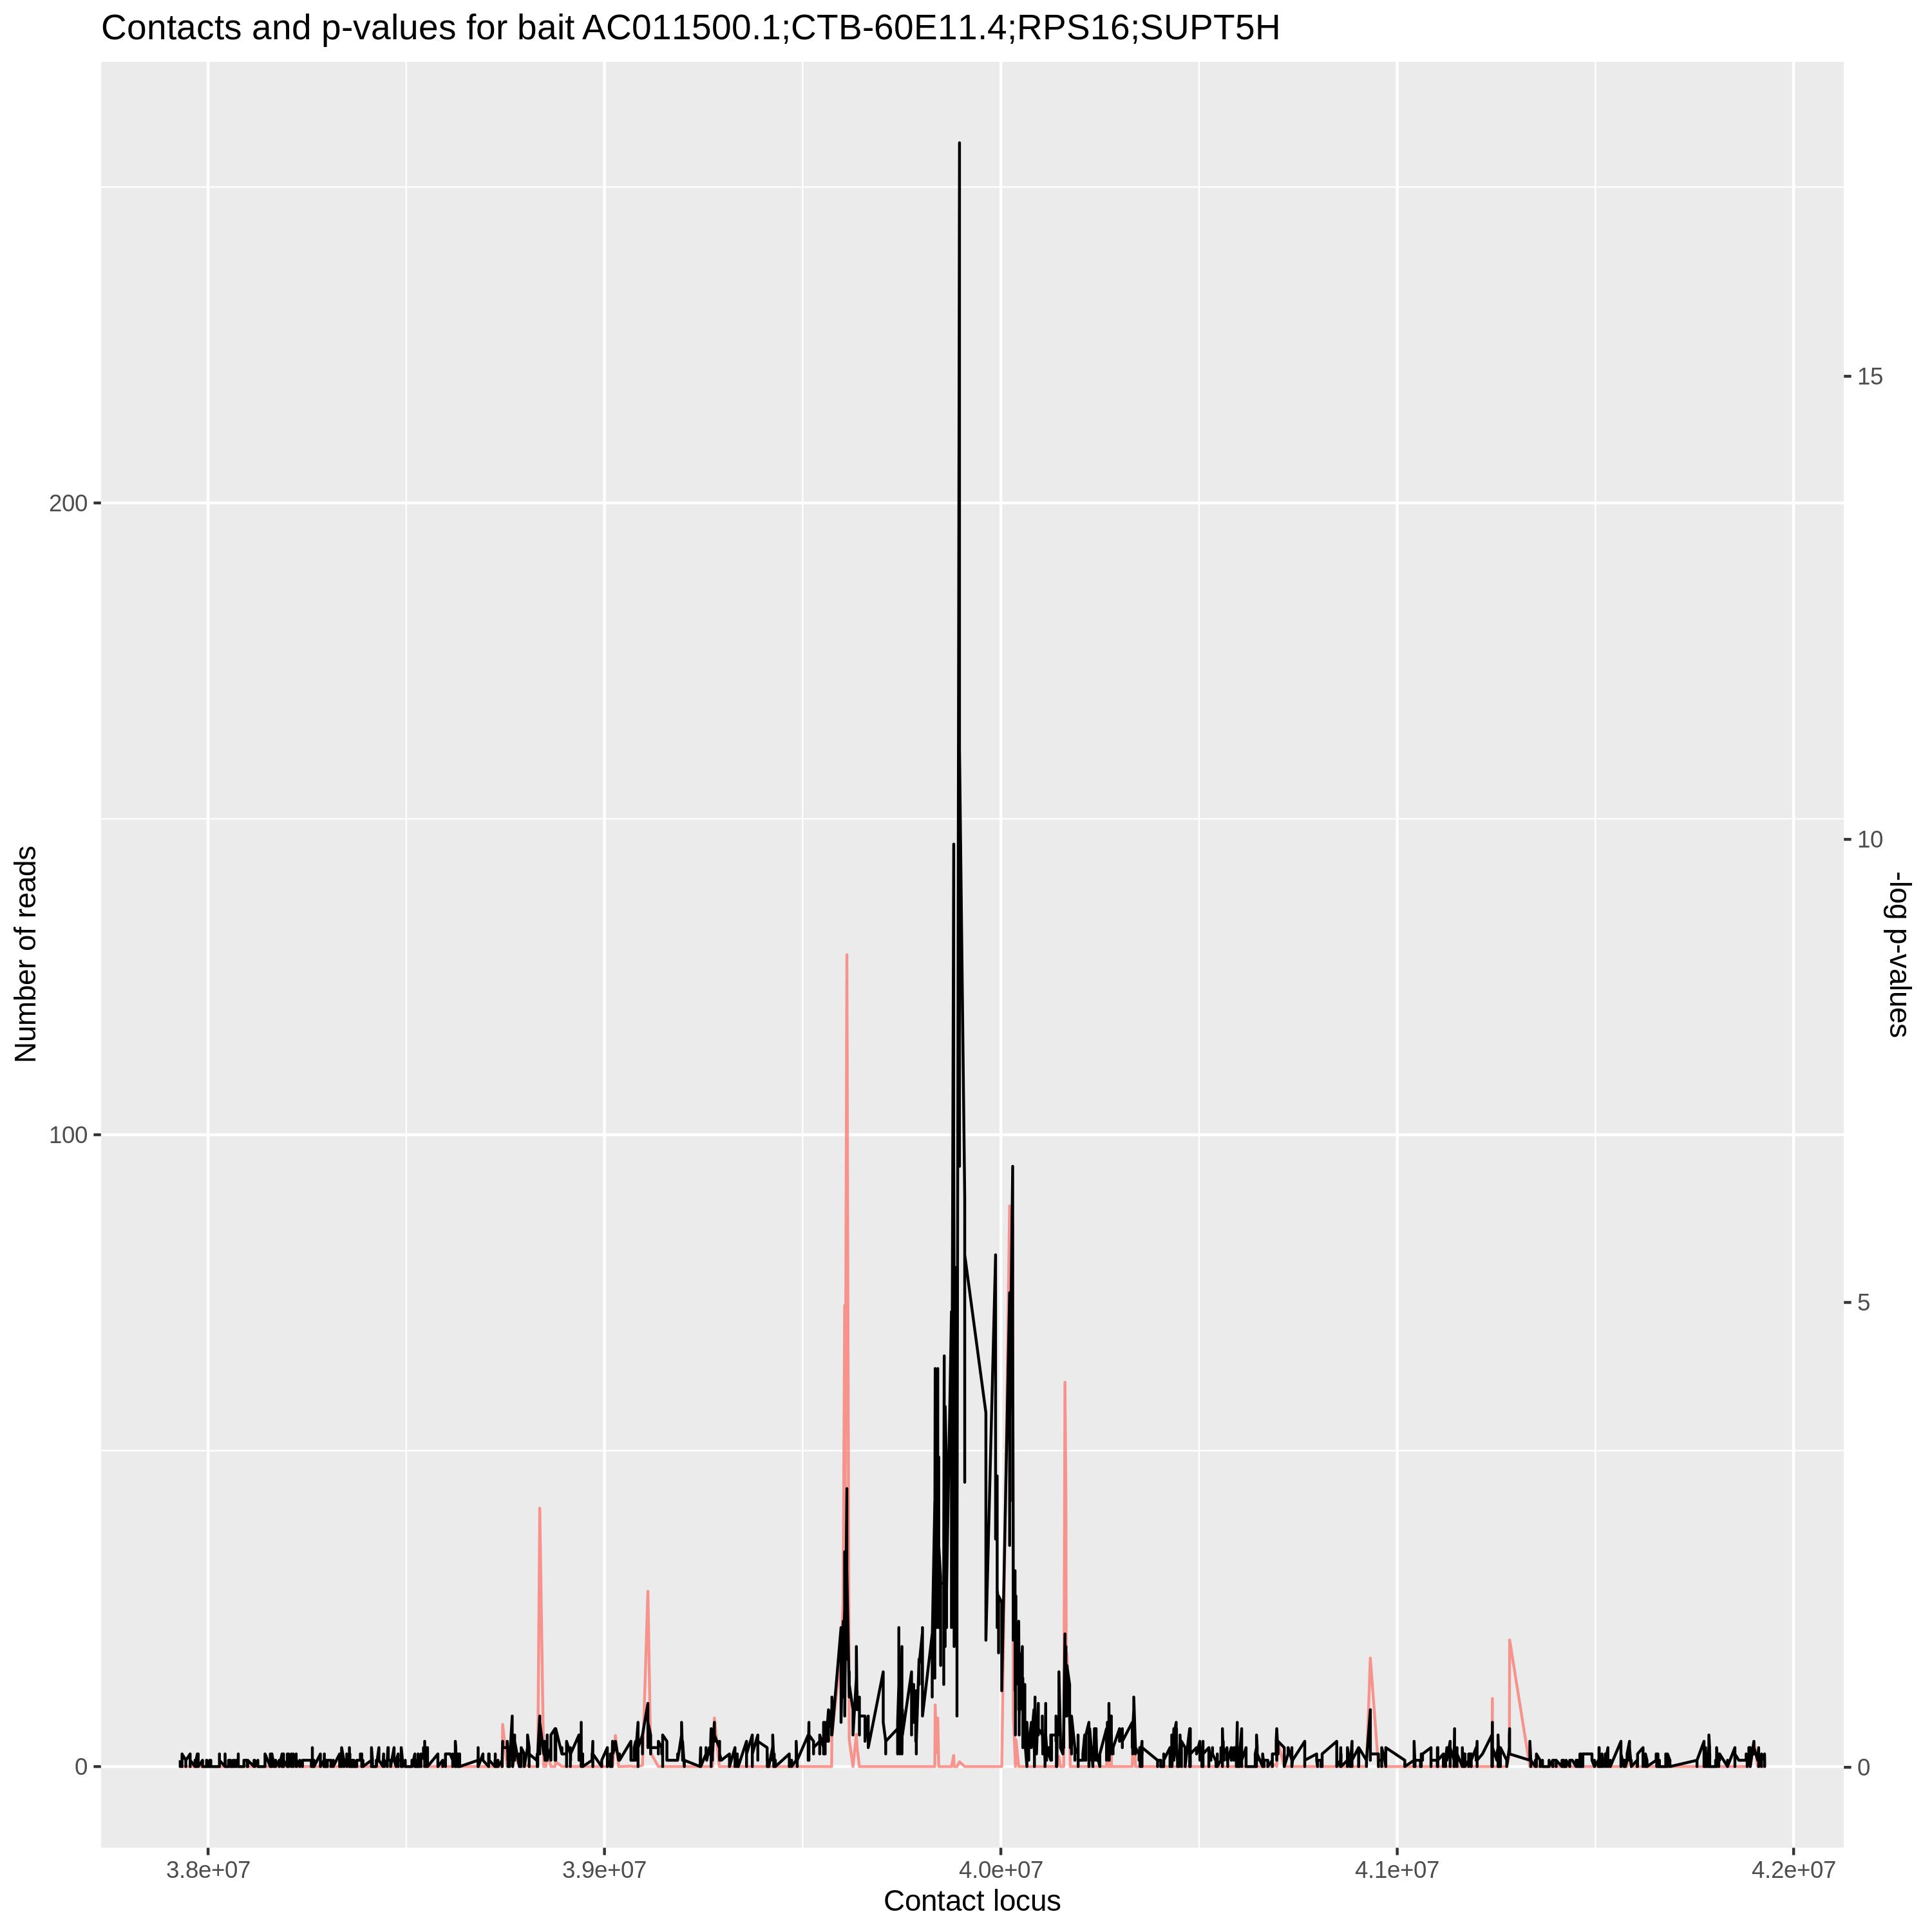 Contacts and p-values for bait AC011500.1;CTB-60E11.4;RPS16;SUPT5H
Number of reads
200
100
0
15
10
5
0
-log p-values
3.8e+07 3.9e+07 4.0e+07 4.1e+07 4.2e+07
Contact locus